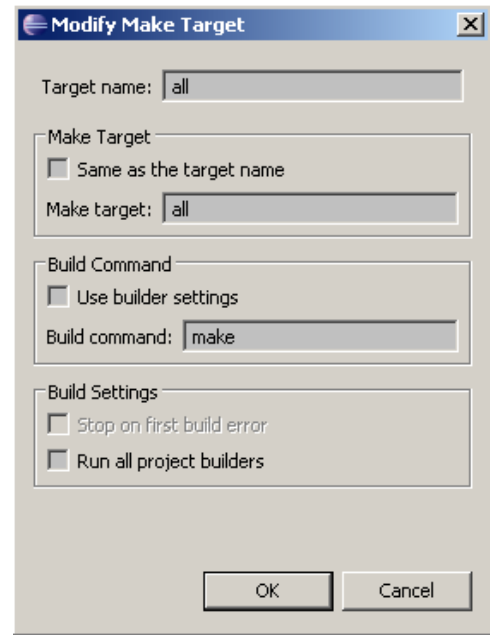 Modify Make Target
Target name: all
Make Target
Same as the target name
Make target: all
Build Command
Use builder settings
Build command: make
Build Settings
Stop on first build error
Run all project builders
OK Cancel